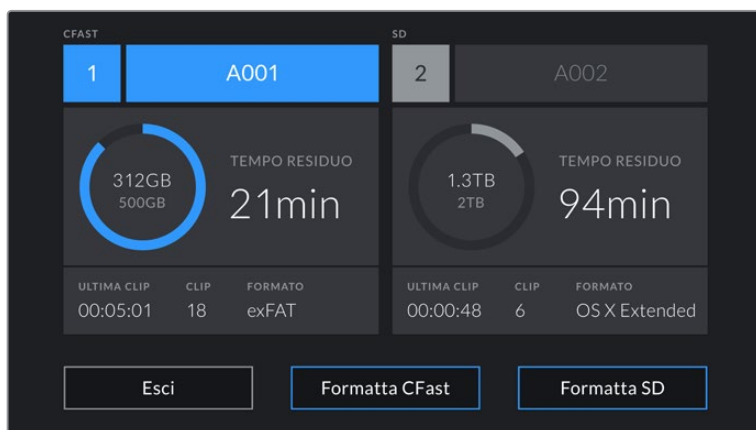 CFAST
1 A001
312GB
500GB
TEMPO RESIDUO
21min
ULTIMA CLIP CLIP FORMATO
00:05:01 18 exFAT
SD
2 A002
1.3TB
2TB
TEMPO RESIDUO
94min
ULTIMA CLIP CLIP FORMATO
00:00:48 6 OS X Extended
Esci Formatta CFast Formatta SD